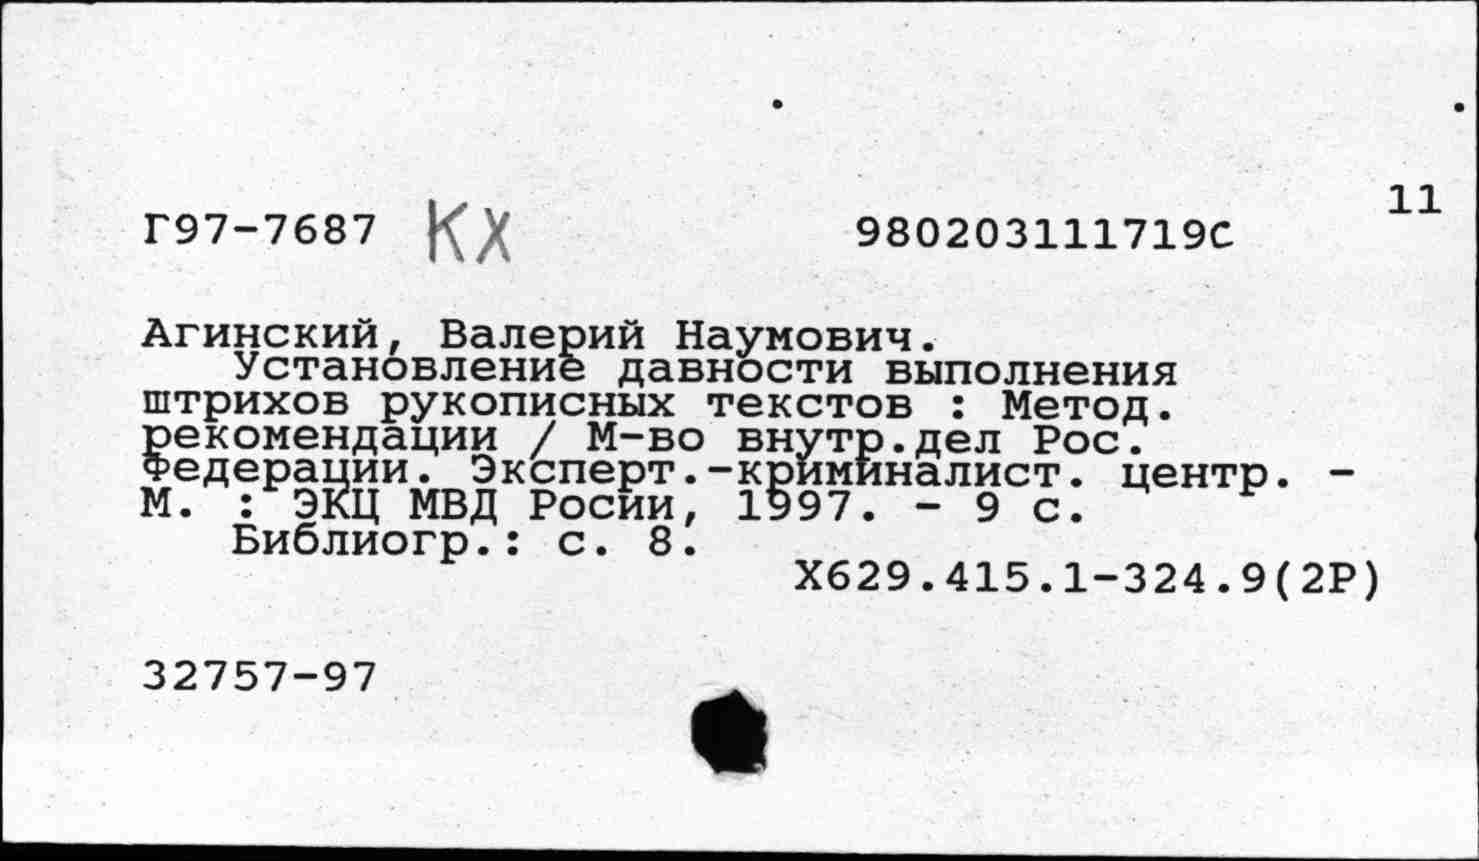 11
Г97-7687 КХ 980203111719С
Агинский, Валерий Наумович.
Установление давности выполнения
штрихов рукописных текстов : Метод.
рекомендации / М-во внутр.дел Рос.
Федерации. Эксперт.-криминалист. центр. -
М. : ЭКЦ МВД Росии, 1997. - 9 с.
Библиогр.: с. 8.
Х629.415.1-324.9(2Р)
32757-97